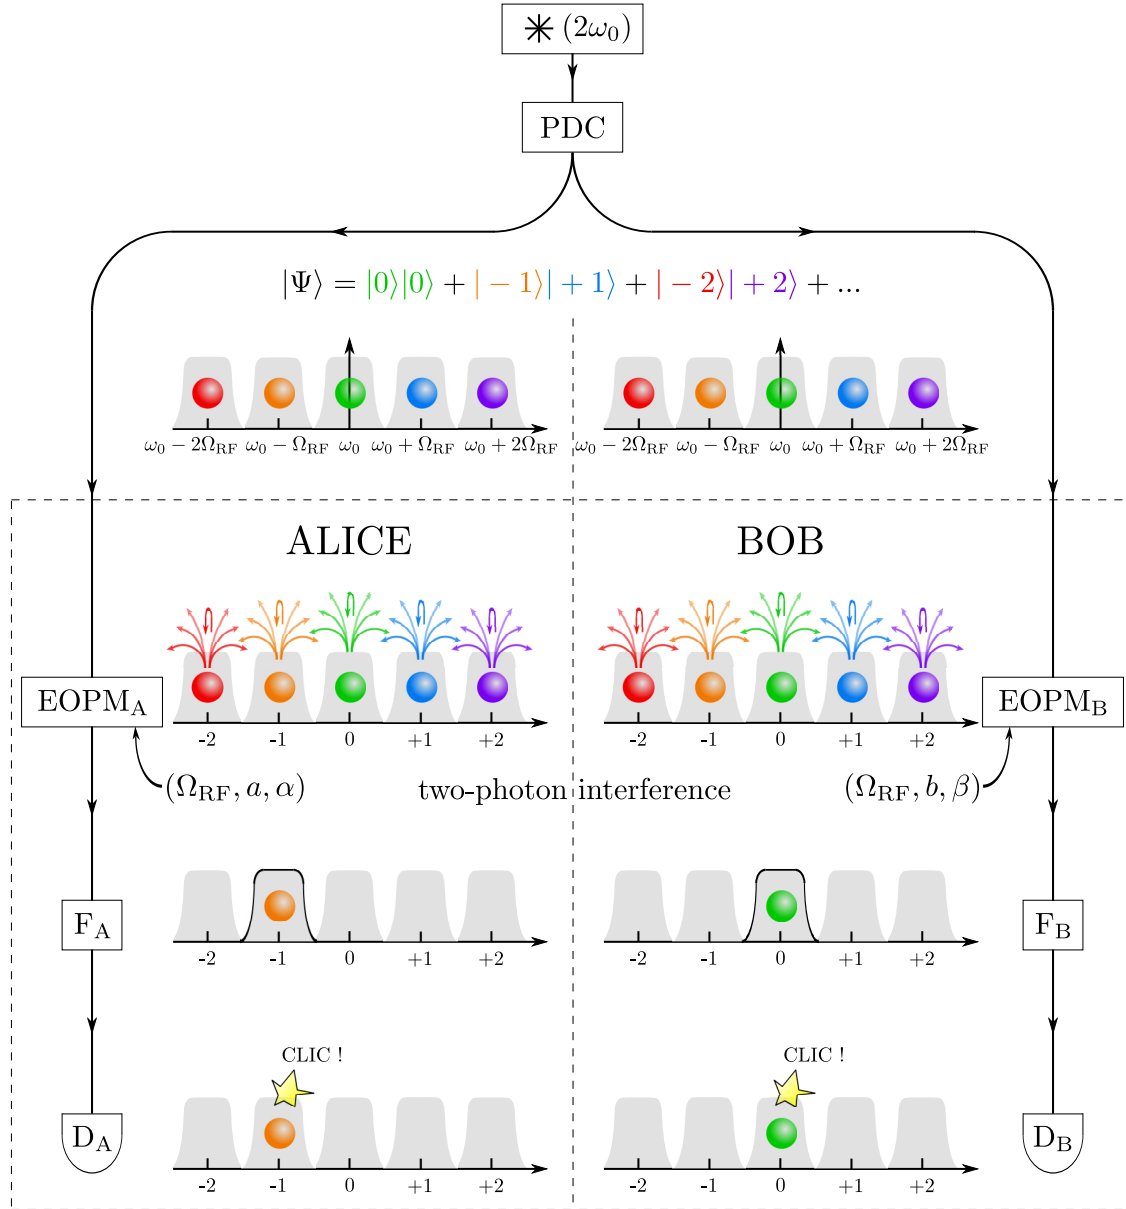 (2ω₀)
PDC
|Ψ⟩ = |0⟩|0⟩ + |−1⟩|+1⟩ + |−2⟩|+2⟩ + ...
ω₀ − 2Ω_RF ω₀ − Ω_RF ω₀ ω₀ + Ω_RF ω₀ + 2Ω_RF
ω₀ − 2Ω_RF ω₀ − Ω_RF ω₀ ω₀ + Ω_RF ω₀ + 2Ω_RF
ALICE
BOB
EOPM_A
-2 -1 0 +1 +2
-2 -1 0 +1 +2
EOPM_B
(Ω_RF, a, α)
two-photon interference
(Ω_RF, b, β)
F_A
-2 -1 0 +1 +2
-2 -1 0 +1 +2
F_B
CLIC !
CLIC !
D_A
-2 -1 0 +1 +2
-2 -1 0 +1 +2
D_B